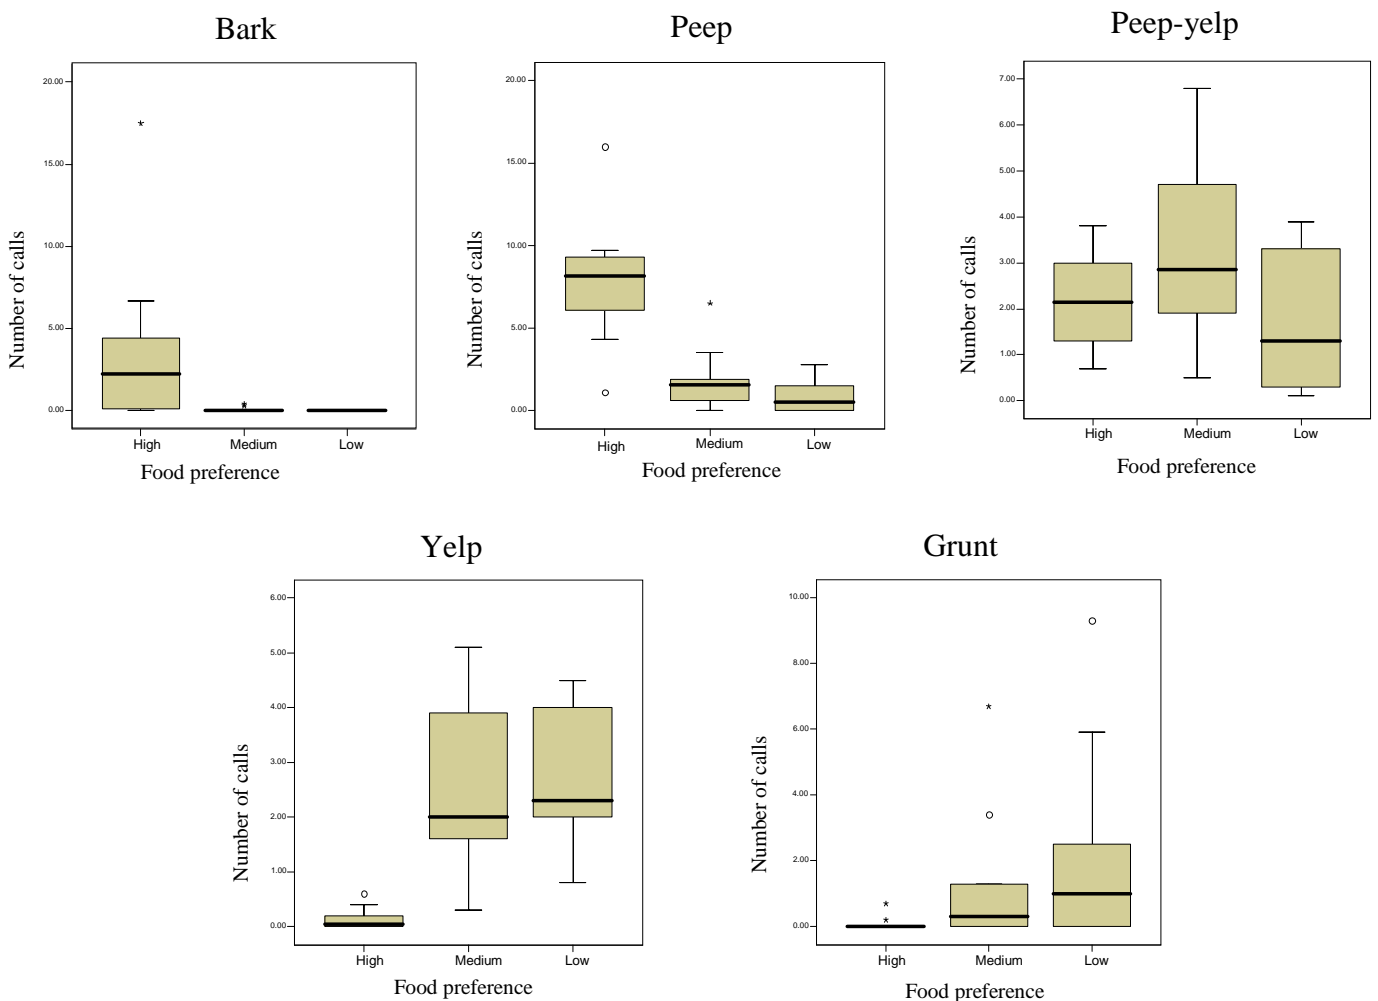 Bark
20.00
15.00
10.00
5.00
0.00
Number of calls
High Medium Low
Food preference
Peep
20.00
15.00
10.00
5.00
0.00
Number of calls
High Medium Low
Food preference
Peep-yelp
7.00
6.00
5.00
4.00
3.00
2.00
1.00
0.00
Number of calls
High Medium Low
Food preference
Yelp
6.00
5.00
4.00
3.00
2.00
1.00
0.00
Number of calls
High Medium Low
Food preference
Grunt
10.00
8.00
6.00
4.00
2.00
0.00
Number of calls
High Medium Low
Food preference